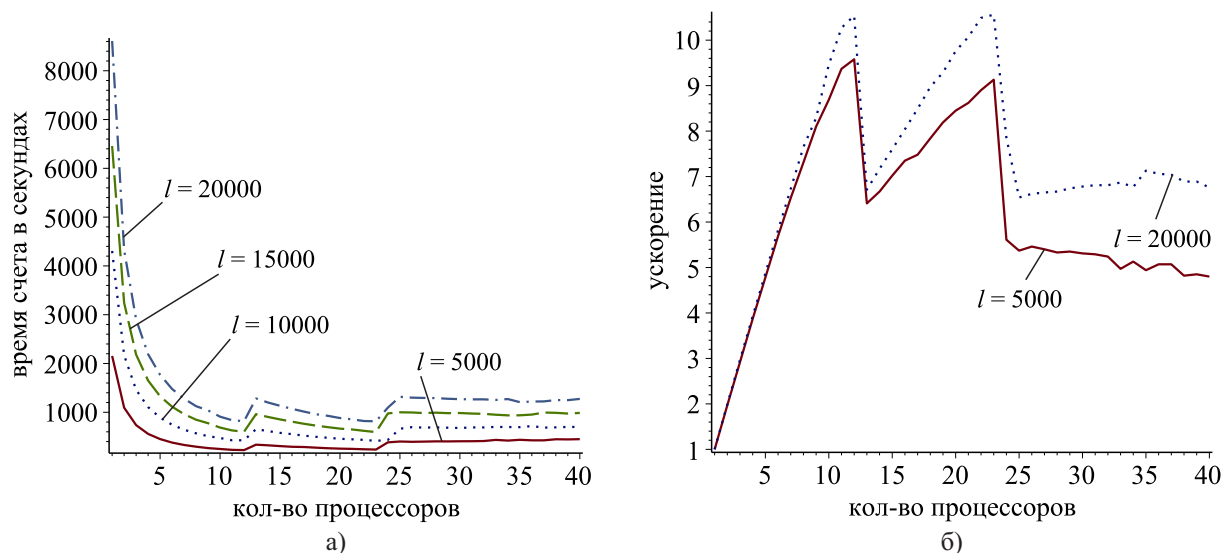 8000
7000
6000
5000
4000
3000
2000
1000
время счета в секундах
l = 20000
l = 15000
l = 10000
l = 5000
5
10
15
20
25
30
35
40
кол-во процессоров
а)
10
9
8
7
6
5
4
3
2
1
ускорение
l = 20000
l = 5000
5
10
15
20
25
30
35
40
кол-во процессоров
б)